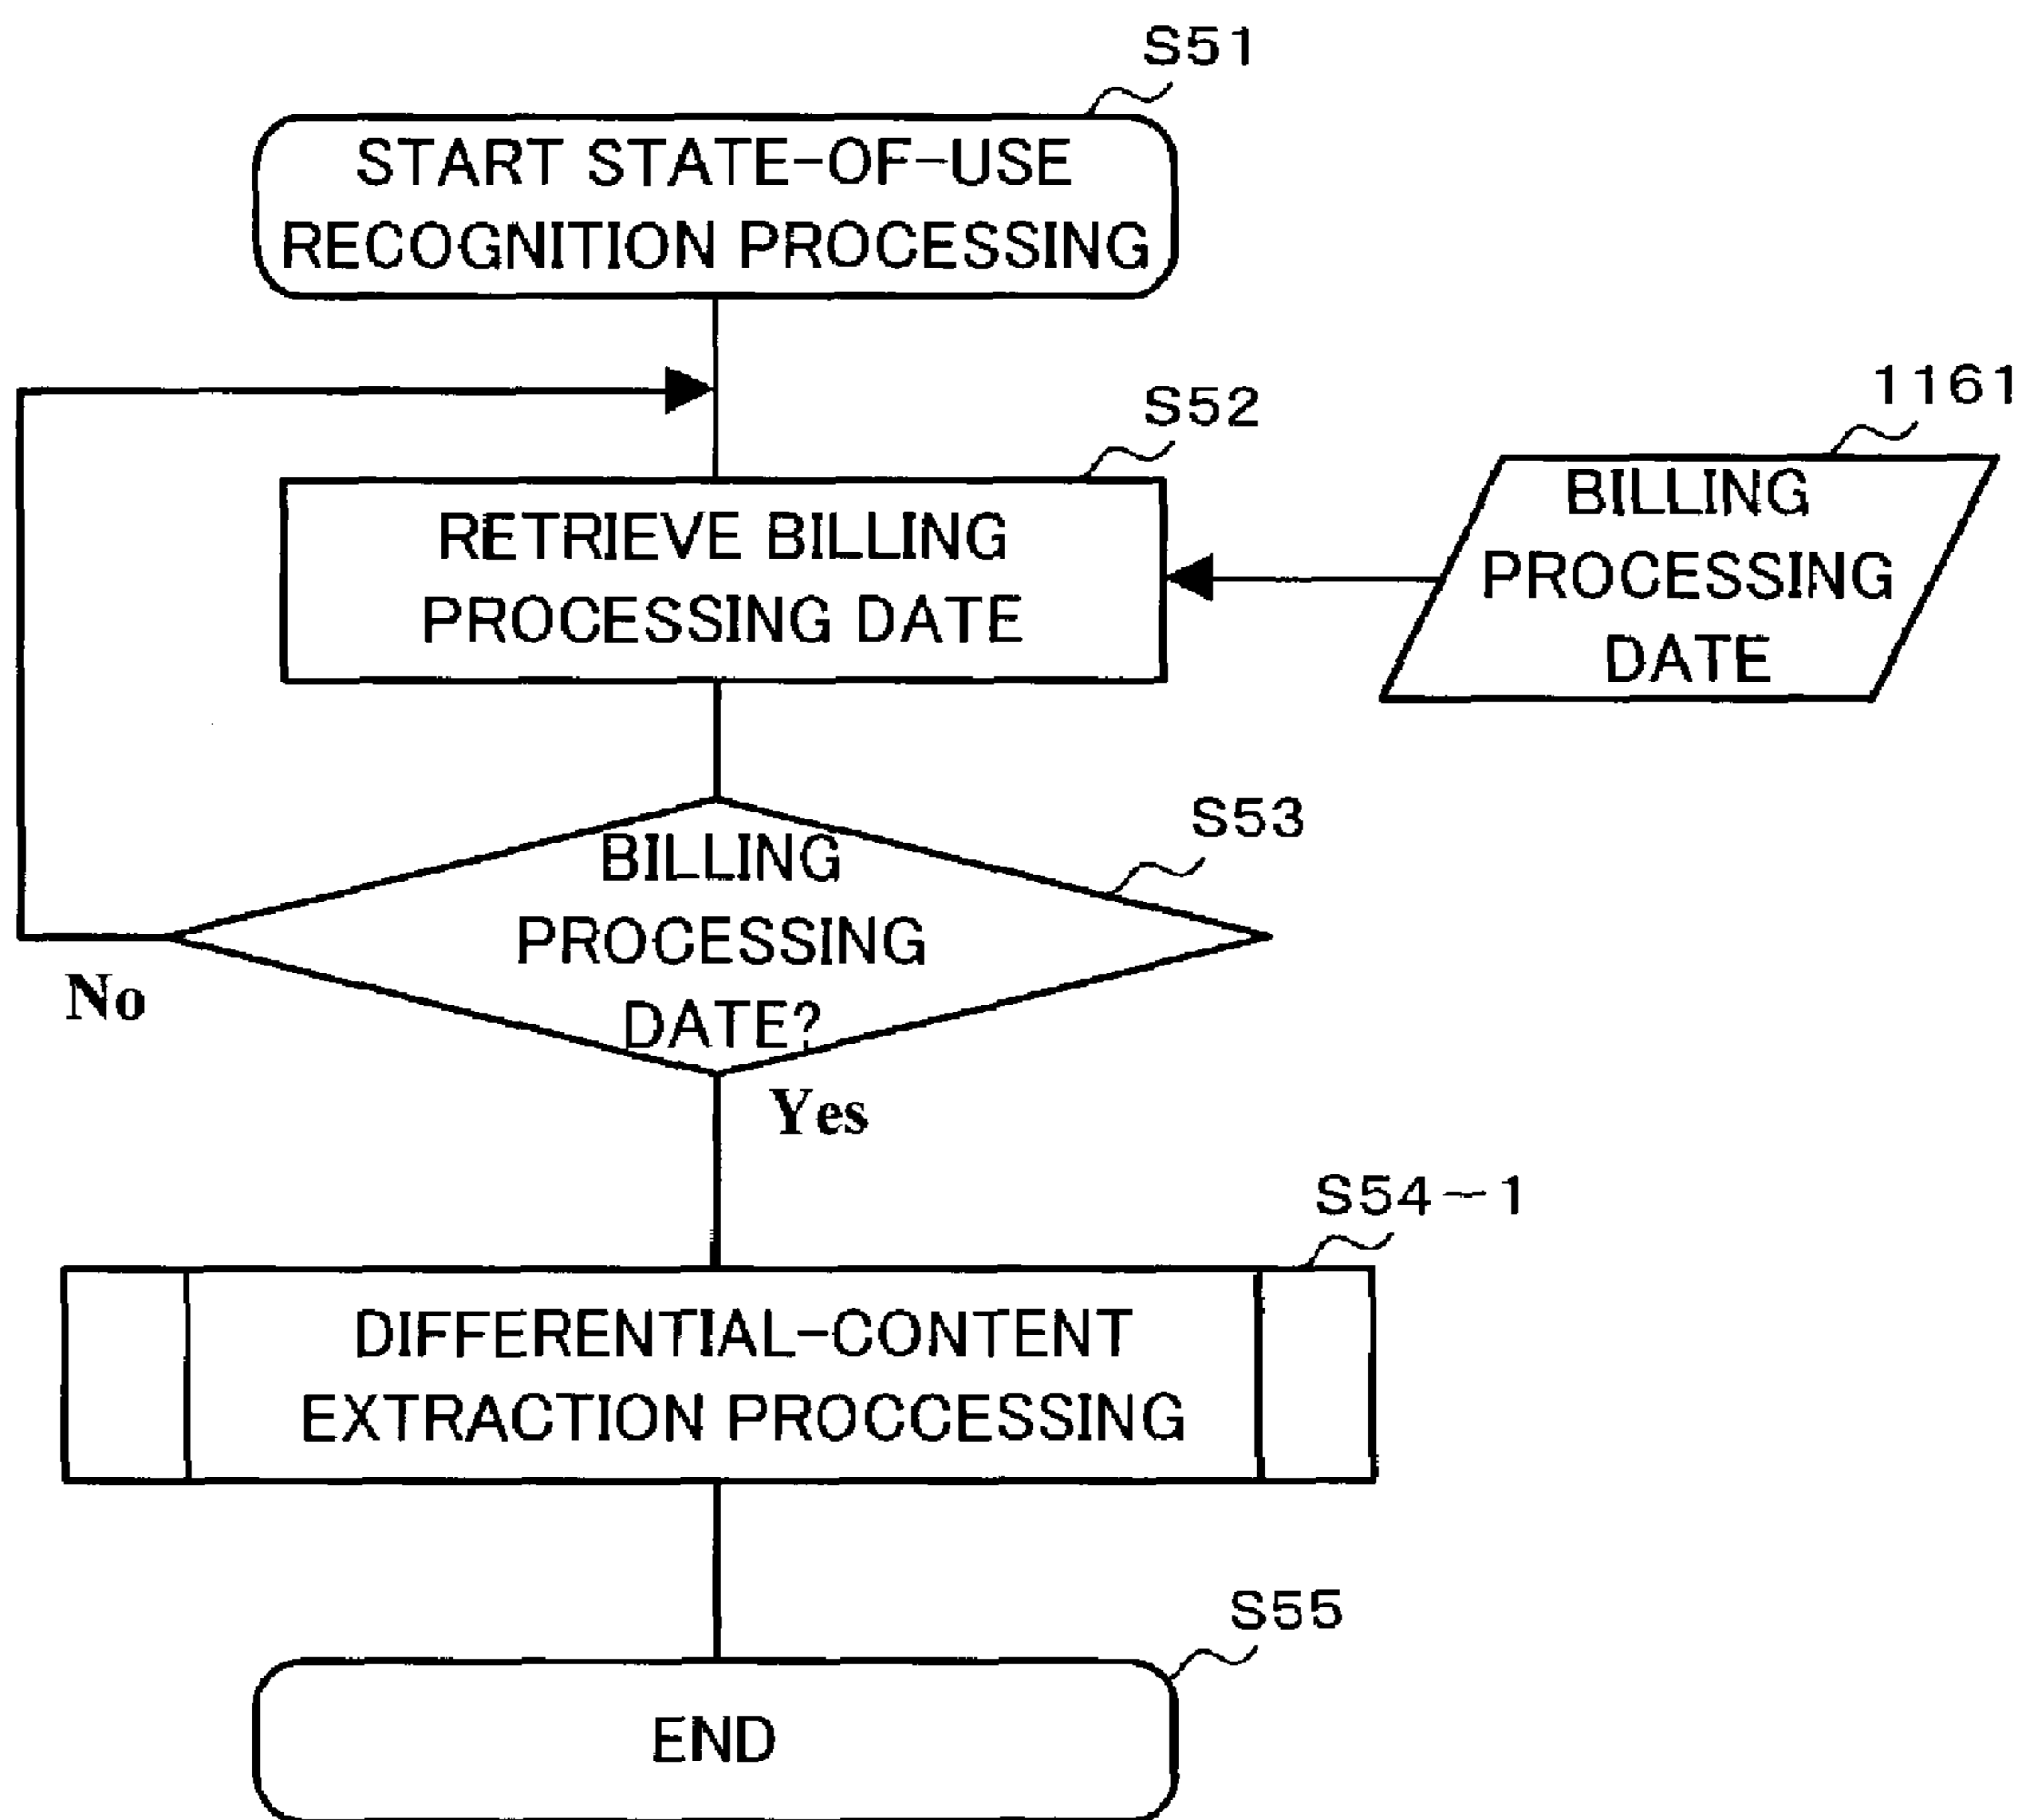 S51
START STATE-OF-USE
RECOGNITION PROCESSING
S52
RETRIEVE BILLING
PROCESSING DATE
1161
BILLING
PROCESSING
DATE
S53
BILLING
PROCESSING
DATE?
No
Yes
S54-1
DIFFERENTIAL-CONTENT
EXTRACTION PROCCESSING
S55
END